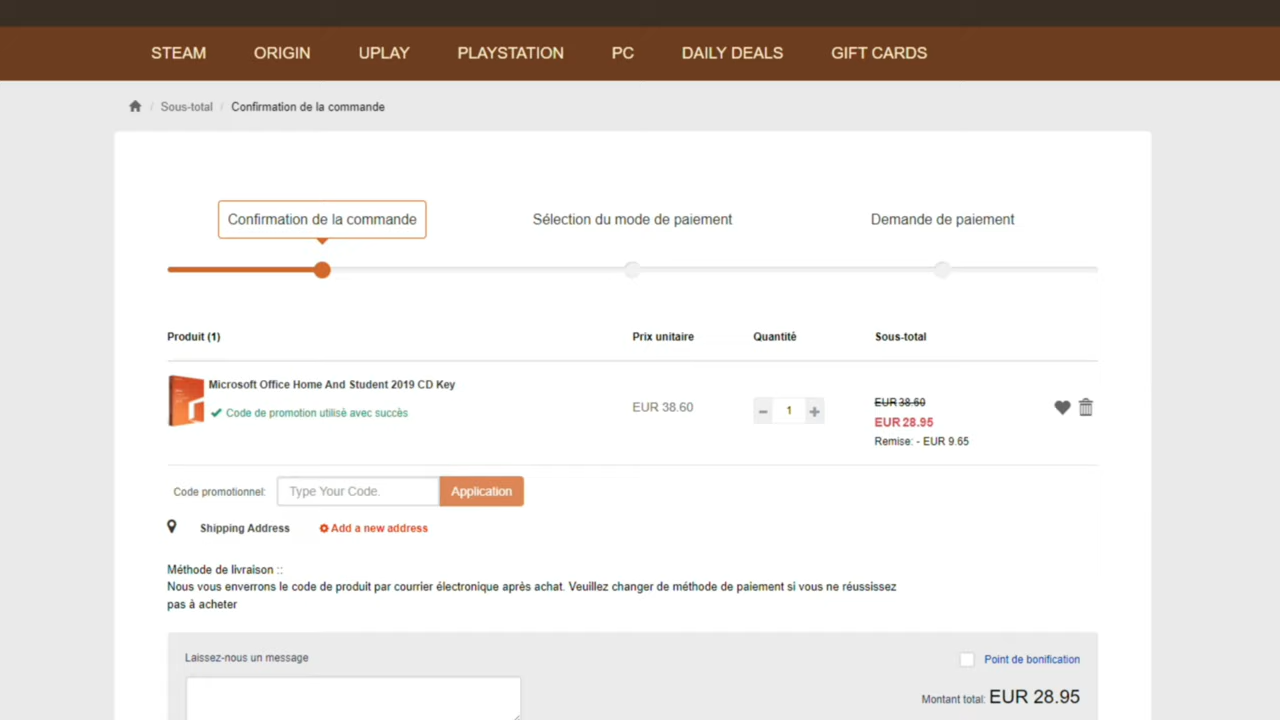 STEAM ORIGIN UPLAY PLAYSTATION PC DAILY DEALS GIFT CARDS
/ Sous-total / Confirmation de la commande
Confirmation de la commande Sélection du mode de paiement Demande de paiement
Produit (1) Prix unitaire Quantité Sous-total
Microsoft Office Home And Student 2019 CD Key
Code de promotion utilisé avec succès
EUR 38.60
- 1 +
EUR 38.60
EUR 28.95
Remise: - EUR 9.65
Code promotionnel: Type Your Code. Application
Shipping Address Add a new address
Méthode de livraison ::
Nous vous enverrons le code de produit par courrier électronique après achat. Veuillez changer de méthode de paiement si vous ne réussissez
pas à acheter
Laissez-nous un message
Point de bonification
Montant total: EUR 28.95